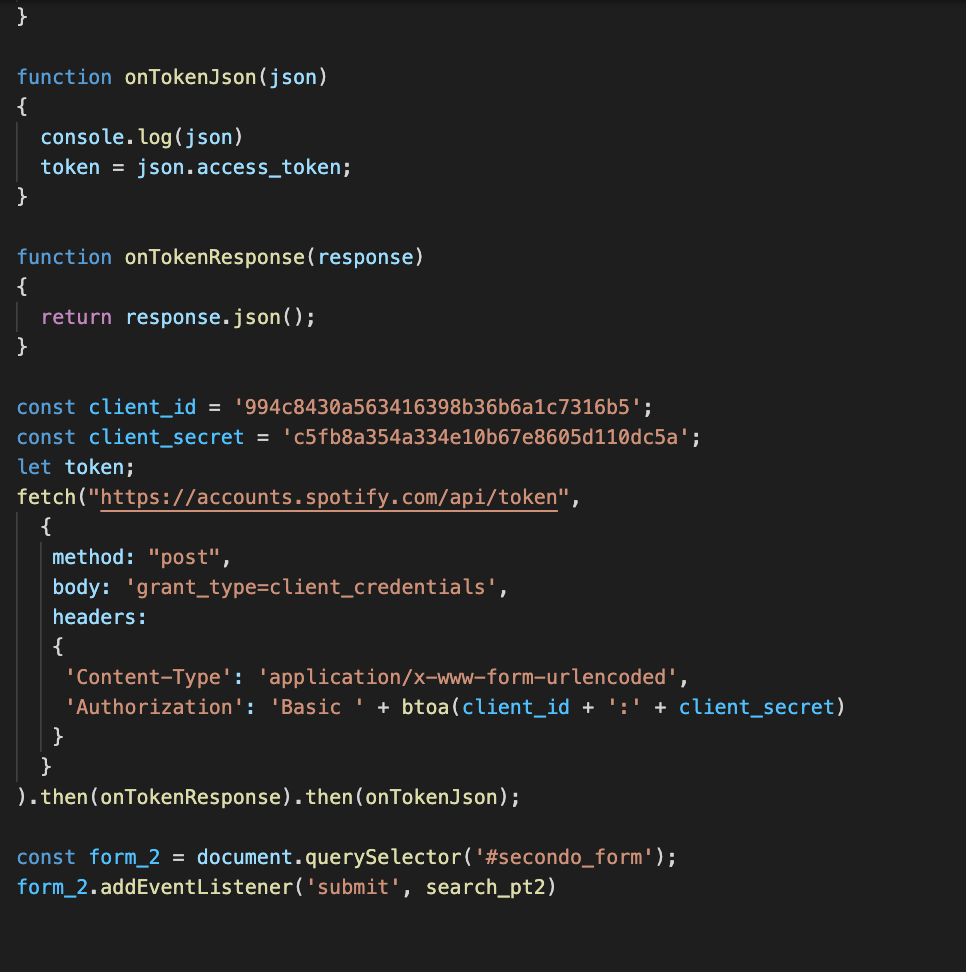 }
function onTokenJson(json)
{
console.log(json)
token = json.access_token;
}
function onTokenResponse(response)
{
return response.json();
}
const client_id = '994c8430a563416398b36b6a1c7316b5';
const client_secret = 'c5fb8a354a334e10b67e8605d110dc5a';
let token;
fetch("https://accounts.spotify.com/api/token",
{
method: "post",
body: 'grant_type=client_credentials',
headers:
{
'Content-Type': 'application/x-www-form-urlencoded',
'Authorization': 'Basic ' + btoa(client_id + ':' + client_secret)
}
}
).then(onTokenResponse).then(onTokenJson);
const form_2 = document.querySelector('#secondo_form');
form_2.addEventListener('submit', search_pt2)